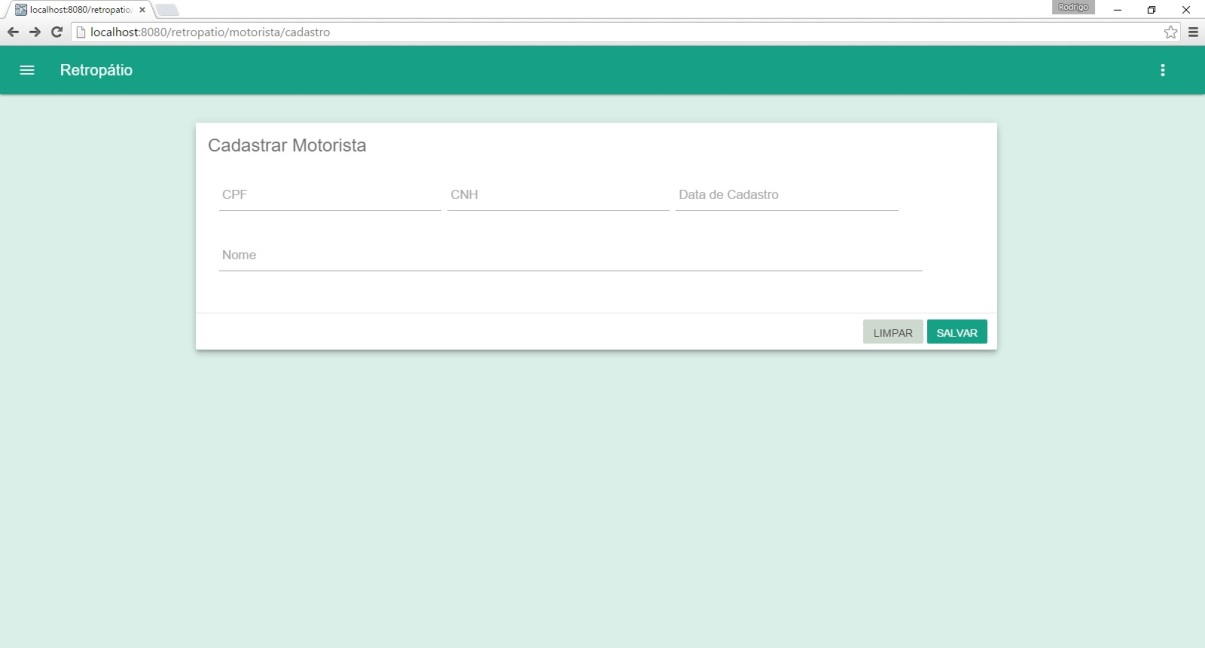 localhost:8080/retropatio/
Rodrigo
localhost:8080/retropatio/motorista/cadastro
Retropátio
Cadastrar Motorista
CPF CNH Data de Cadastro
Nome
LIMPAR SALVAR